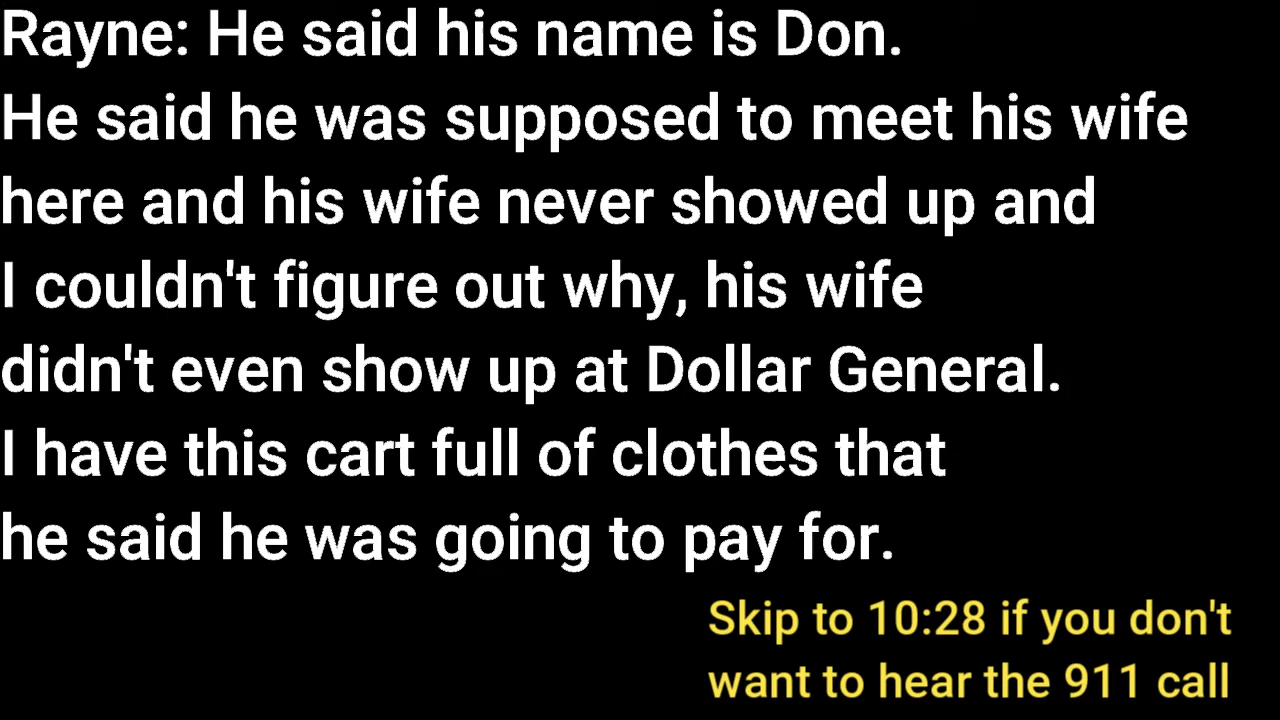 Rayne: He said his name is Don.
He said he was supposed to meet his wife
here and his wife never showed up and
I couldn't figure out why, his wife
didn't even show up at Dollar General.
I have this cart full of clothes that
he said he was going to pay for.
Skip to 10:28 if you don't
want to hear the 911 call